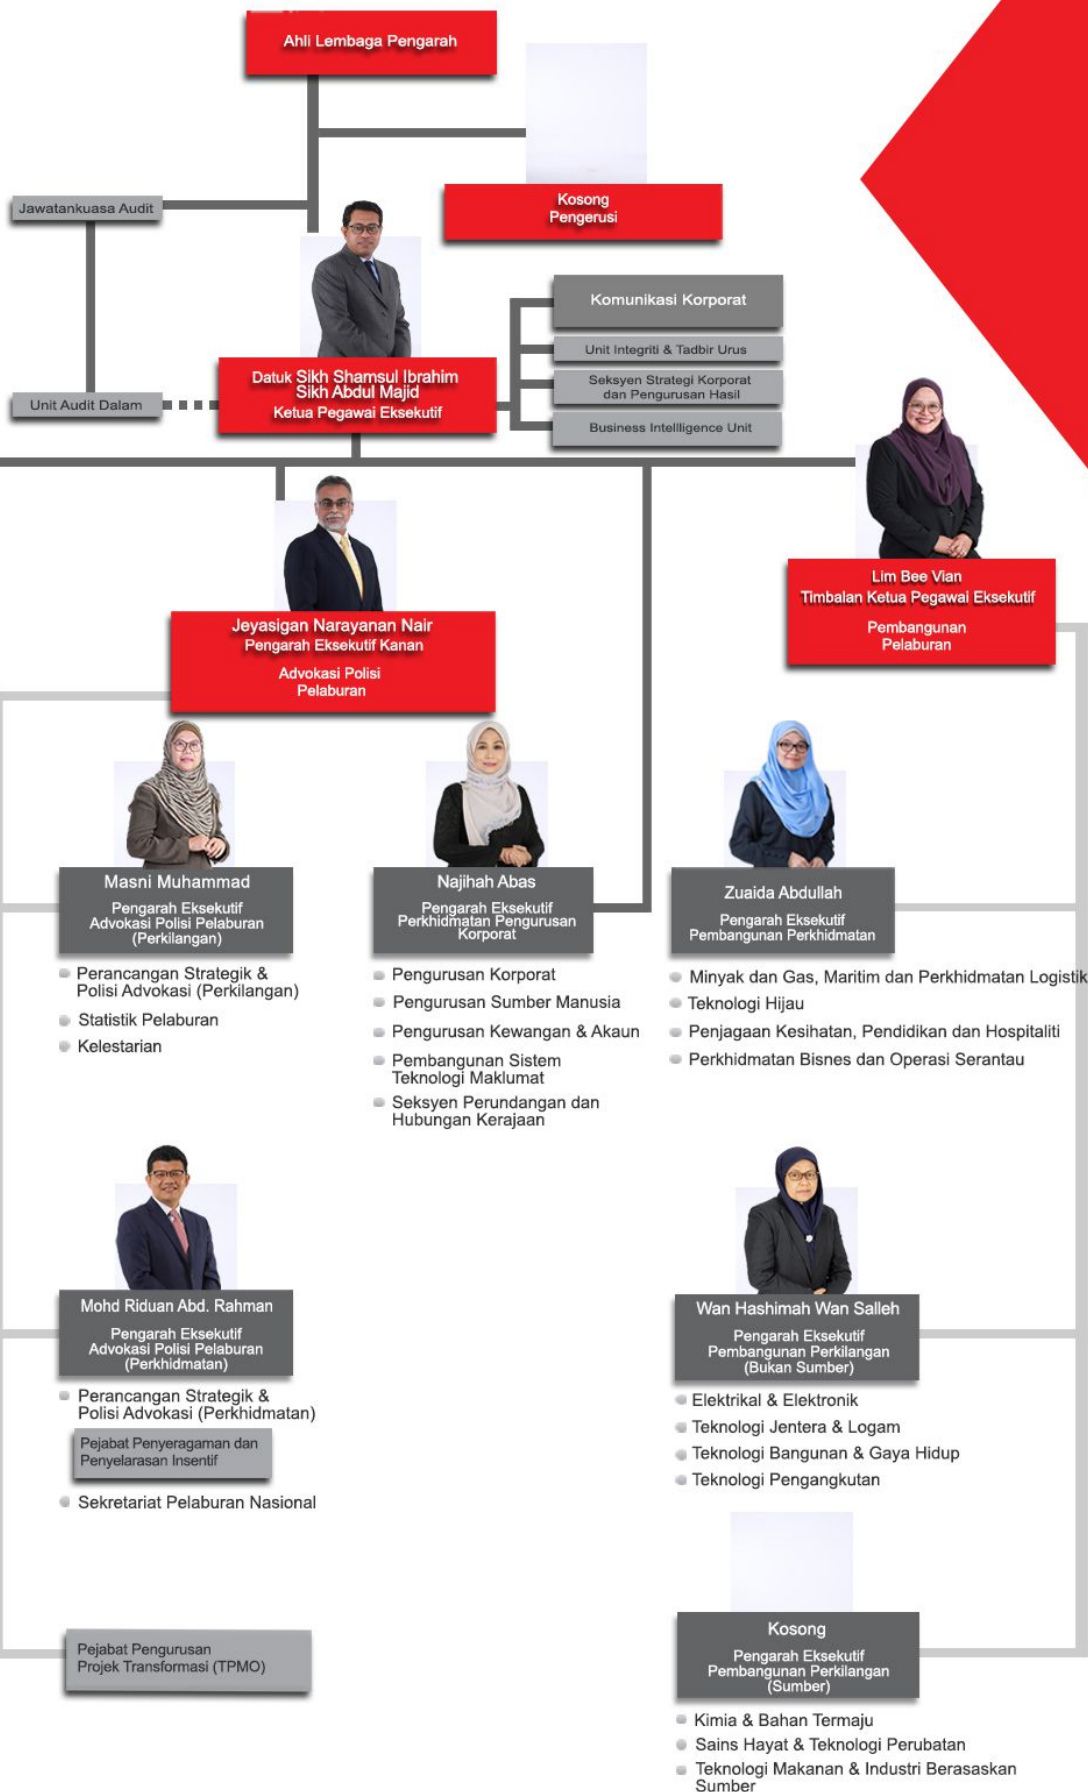 Ahli Lembaga Pengarah
Kosong
Pengerusi
Jawatankuasa Audit
Komunikasi Korporat
Unit Integriti & Tadbir Urus
Seksyen Strategi Korporat
dan Pengurusan Hasil
Business Intellligence Unit
Datuk Sikh Shamsul Ibrahim
Sikh Abdul Majid
Ketua Pegawai Eksekutif
Unit Audit Dalam
Lim Bee Vian
Timbalan Ketua Pegawai Eksekutif
Pembangunan
Pelaburan
Jeyasigan Narayanan Nair
Pengarah Eksekutif Kanan
Advokasi Polisi
Pelaburan
Masni Muhammad
Pengarah Eksekutif
Advokasi Polisi Pelaburan
(Perkilangan)
Perancangan Strategik &
Polisi Advokasi (Perkilangan)
Statistik Pelaburan
Kelestarian
Najihah Abas
Pengarah Eksekutif
Perkhidmatan Pengurusan
Korporat
Pengurusan Korporat
Pengurusan Sumber Manusia
Pengurusan Kewangan & Akaun
Pembangunan Sistem
Teknologi Maklumat
Seksyen Perundangan dan
Hubungan Kerajaan
Zuaida Abdullah
Pengarah Eksekutif
Pembangunan Perkhidmatan
Minyak dan Gas, Maritim dan Perkhidmatan Logistik
Teknologi Hijau
Penjagaan Kesihatan, Pendidikan dan Hospitaliti
Perkhidmatan Bisnes dan Operasi Serantau
Mohd Riduan Abd. Rahman
Pengarah Eksekutif
Advokasi Polisi Pelaburan
(Perkhidmatan)
Perancangan Strategik &
Polisi Advokasi (Perkhidmatan)
Pejabat Penyeragaman dan
Penyelarasan Insentif
Sekretariat Pelaburan Nasional
Wan Hashimah Wan Salleh
Pengarah Eksekutif
Pembangunan Perkilangan
(Bukan Sumber)
Elektrikal & Elektronik
Teknologi Jentera & Logam
Teknologi Bangunan & Gaya Hidup
Teknologi Pengangkutan
Pejabat Pengurusan
Projek Transformasi (TPMO)
Kosong
Pengarah Eksekutif
Pembangunan Perkilangan
(Sumber)
Kimia & Bahan Termaju
Sains Hayat & Teknologi Perubatan
Teknologi Makanan & Industri Berasaskan
Sumber